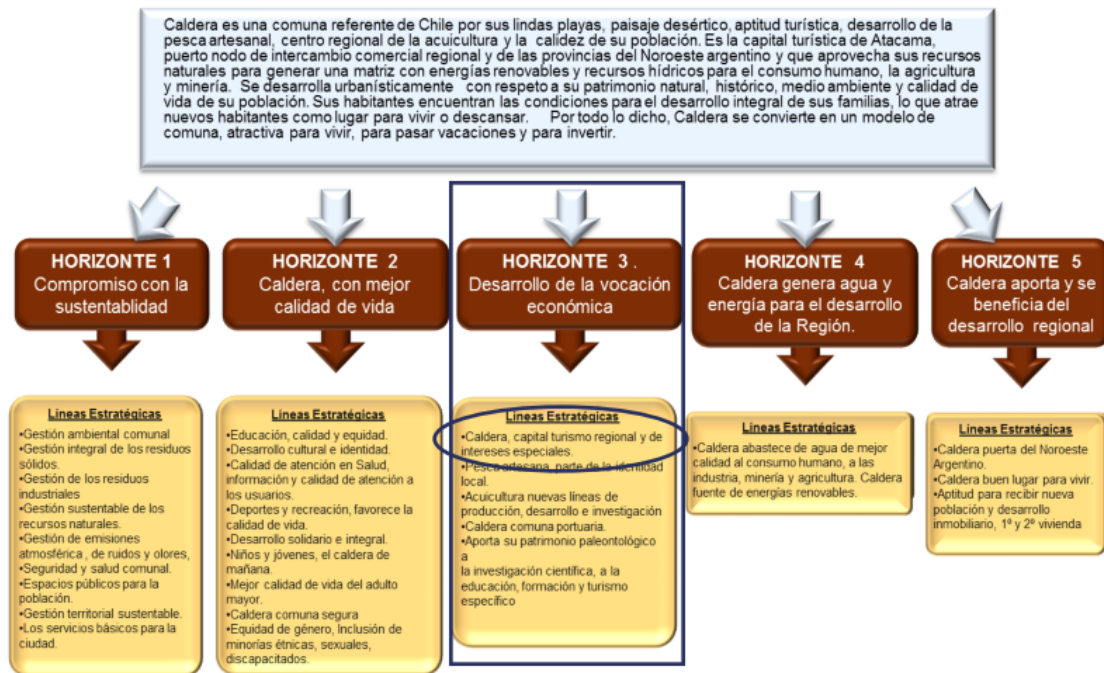 Caldera es una comuna referente de Chile por sus lindas playas, paisaje desértico, aptitud turística, desarrollo de la
pesca artesanal, centro regional de la acuicultura y la calidez de su población. Es la capital turística de Atacama,
puerto nodo de intercambio comercial regional y de las provincias del Noroeste argentino y que aprovecha sus recursos
naturales para generar una matriz con energías renovables y recursos hídricos para el consumo humano, la agricultura
y minería. Se desarrolla urbanísticamente con respeto a su patrimonio natural, histórico, medio ambiente y calidad de
vida de su población. Sus habitantes encuentran las condiciones para el desarrollo integral de sus familias, lo que atrae
nuevos habitantes como lugar para vivir o descansar. Por todo lo dicho, Caldera se convierte en un modelo de
comuna, atractiva para vivir, para pasar vacaciones y para invertir.
HORIZONTE 1
Compromiso con la
sustentablidad
HORIZONTE 2
Caldera, con mejor
calidad de vida
HORIZONTE 3 .
Desarrollo de la vocación
económica
HORIZONTE 4
Caldera genera agua y
energía para el desarrollo
de la Región.
HORIZONTE 5
Caldera aporta y se
beneficia del
desarrollo regional
Líneas Estratégicas
•Gestión ambiental comunal
•Gestión integral de los residuos
sólidos.
•Gestión de los residuos
industriales
•Gestión sustentable de los
recursos naturales.
•Gestión de emisiones
atmosférica , de ruidos y olores,
•Seguridad y salud comunal.
•Espacios públicos para la
población.
•Gestión territorial sustentable.
•Los servicios básicos para la
ciudad.
Líneas Estratégicas
•Educación, calidad y equidad.
•Desarrollo cultural e identidad.
•Calidad de atención en Salud,
información y calidad de atención a
los usuarios.
•Deportes y recreación, favorece la
calidad de vida.
•Desarrollo solidario e integral.
•Niños y jóvenes, el caldera de
mañana.
•Mejor calidad de vida del adulto
mayor.
•Caldera comuna segura
•Equidad de género, Inclusión de
minorías étnicas, sexuales,
discapacitados.
Líneas Estratégicas
•Caldera, capital turismo regional y de
intereses especiales.
•Pesca artesana, parte de la identidad
local.
•Acuicultura nuevas líneas de
producción, desarrollo e investigación
•Caldera comuna portuaria.
•Aporta su patrimonio paleontológico
a
la investigación científica, a la
educación, formación y turismo
específico
Líneas Estratégicas
•Caldera abastece de agua de mejor
calidad al consumo humano, a las
industria, minería y agricultura. Caldera
fuente de energías renovables.
Líneas Estratégicas
•Caldera puerta del Noroeste
Argentino.
•Caldera buen lugar para vivir.
•Aptitud para recibir nueva
población y desarrollo
inmobiliario, 1º y 2º vivienda